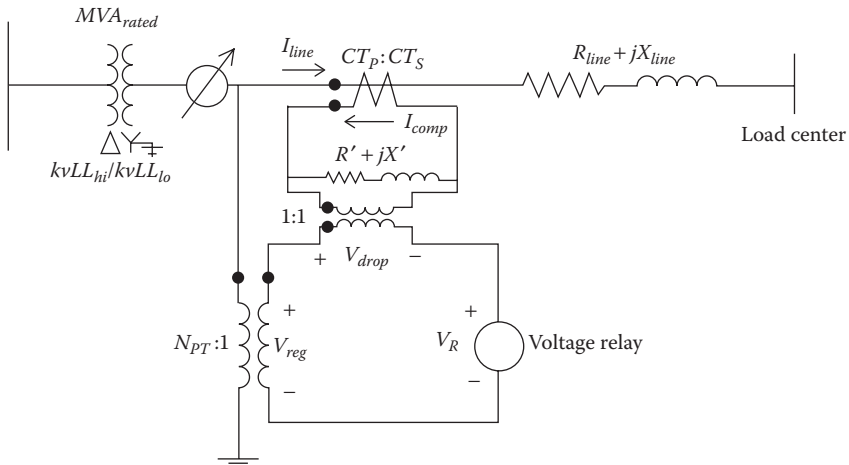 MVA_rated
I_line
CT_P:CT_S
R_line + jX_line
I_comp
Load center
kvLL_hi/kvLL_lo
R′ + jX′
1:1
+ V_drop −
N_PT:1
+
V_reg
−
+
V_R
−
Voltage relay